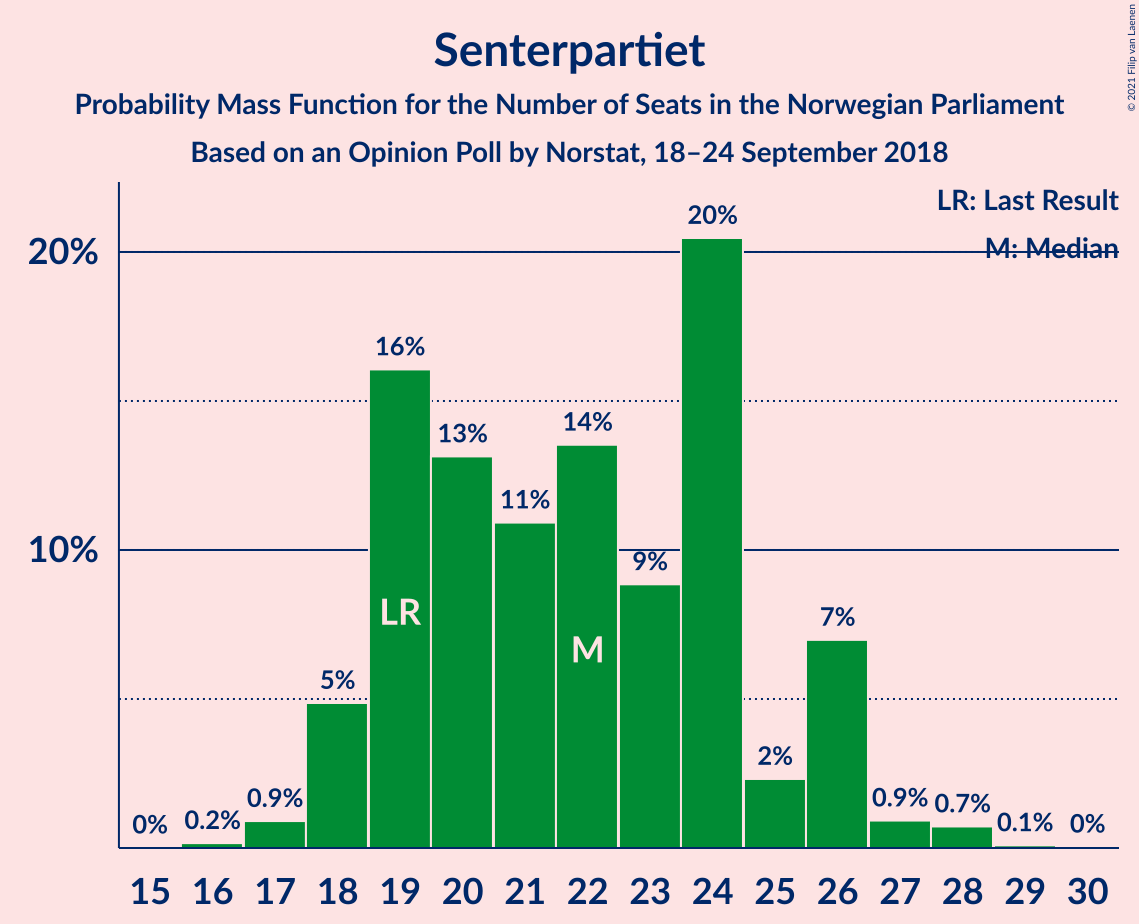 © 2021 Filip van Laenen
Senterpartiet
Probability Mass Function for the Number of Seats in the Norwegian Parliament
Based on an Opinion Poll by Norstat, 18–24 September 2018
LR: Last Result
M: Median
20%
10%
0% 0.2% 0.9% 5% 16% 13% 11% 14% 9% 20% 2% 7% 0.9% 0.7% 0.1% 0%
LR
M
15 16 17 18 19 20 21 22 23 24 25 26 27 28 29 30